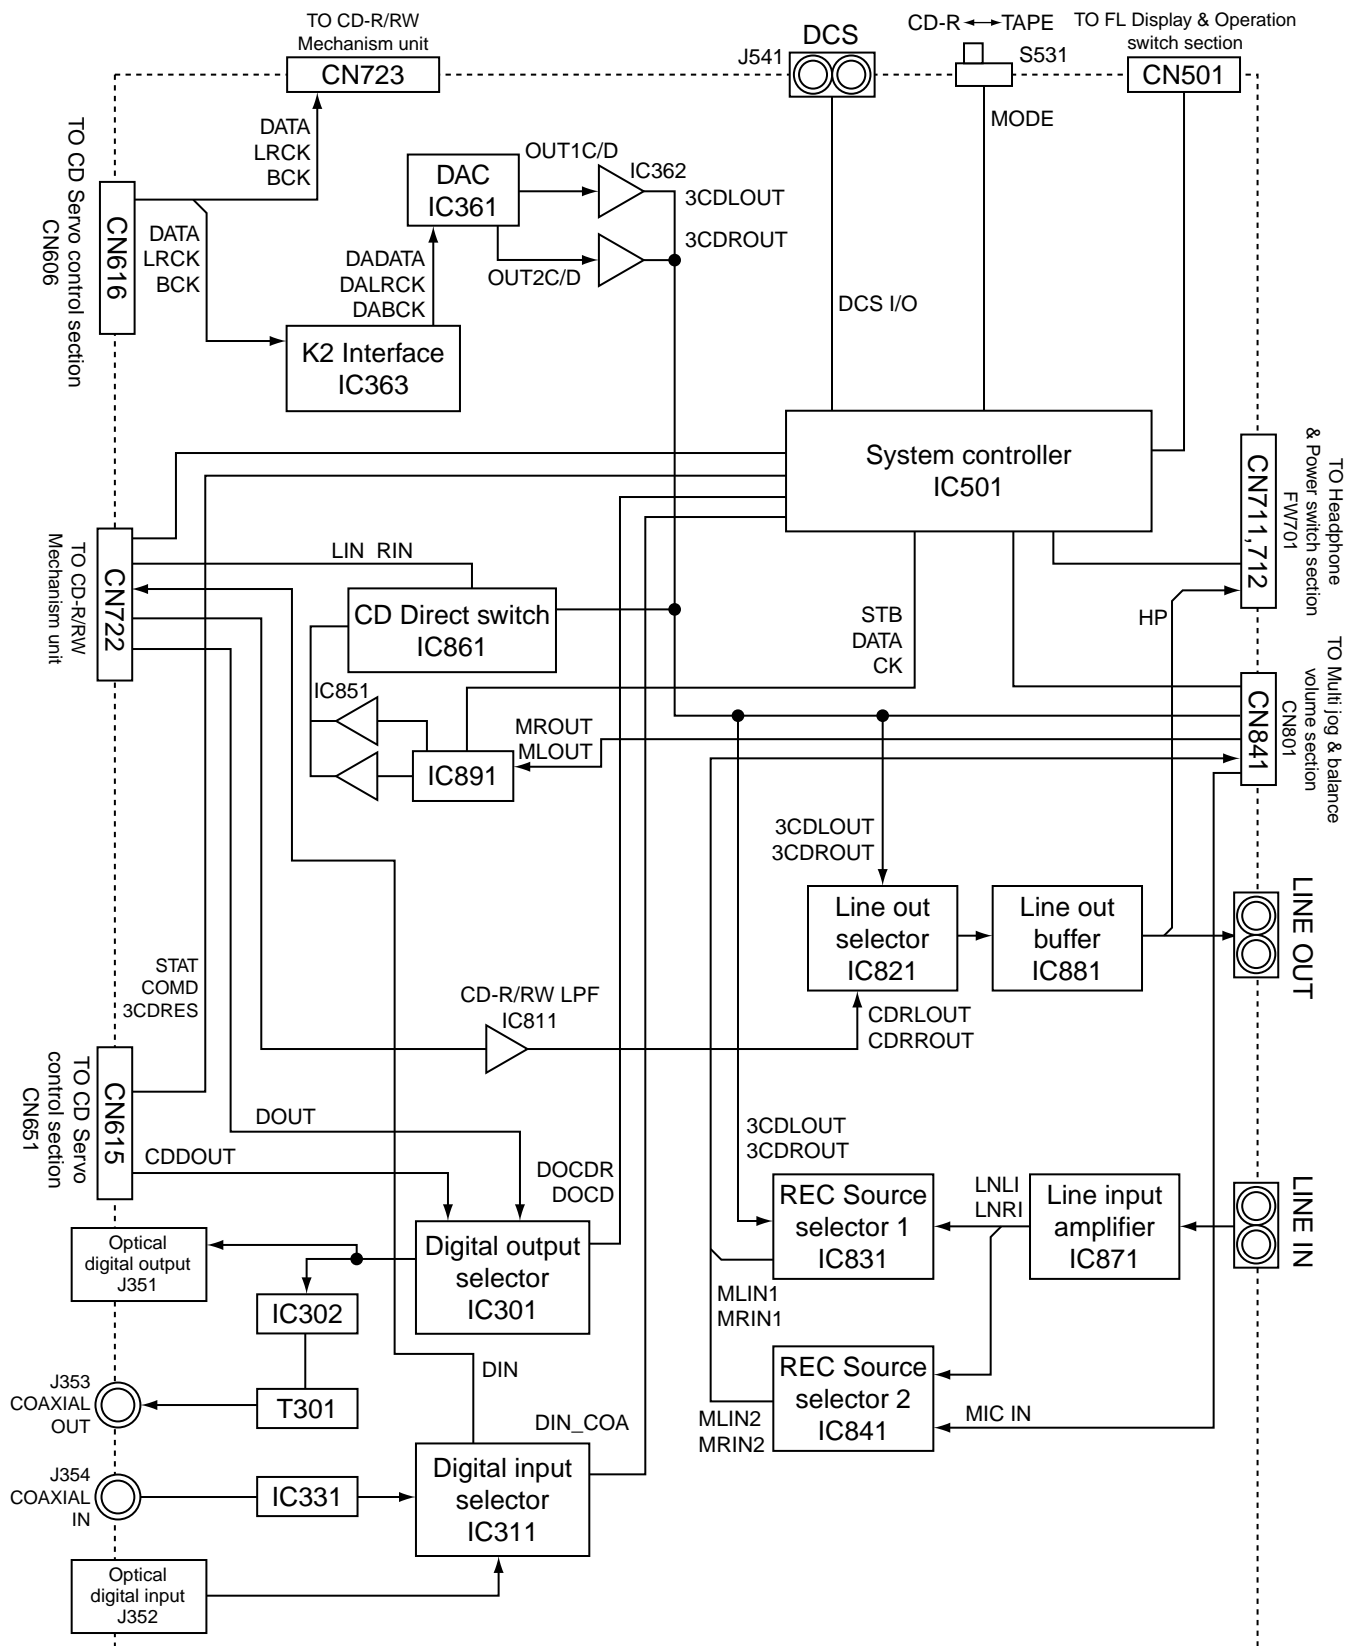 TO CD-R/RW
Mechanism unit
CN723
J541
DCS
CD-R
TAPE
S531
TO FL Display & Operation
switch section
CN501
MODE
TO CD Servo control section
CN606
CN616
DATA
LRCK
BCK
DATA
LRCK
BCK
DAC
IC361
OUT1C/D
IC362
3CDLOUT
3CDROUT
OUT2C/D
DADATA
DALRCK
DABCK
K2 Interface
IC363
DCS I/O
System controller
IC501
TO Headphone
& Power switch section
FW701
CN711,712
TO CD-R/RW
Mechanism unit
CN722
LIN RIN
CD Direct switch
IC861
STB
DATA
CK
HP
IC851
MROUT
MLOUT
IC891
TO Multi jog & balance
volume section
CN801
CN841
3CDLOUT
3CDROUT
Line out
selector
IC821
Line out
buffer
IC881
LINE OUT
STAT
COMD
3CDRES
CD-R/RW LPF
IC811
CDRLOUT
CDRROUT
TO CD Servo
control section
CN651
CN615
DOUT
CDDOUT
DOCDR
DOCD
3CDLOUT
3CDROUT
REC Source
selector 1
IC831
LNLI
LNRI
Line input
amplifier
IC871
LINE IN
Optical
digital output
J351
Digital output
selector
IC301
IC302
MLIN1
MRIN1
J353
COAXIAL
OUT
T301
DIN
REC Source
selector 2
IC841
MIC IN
MLIN2
MRIN2
DIN_COA
J354
COAXIAL
IN
IC331
Digital input
selector
IC311
Optical
digital input
J352